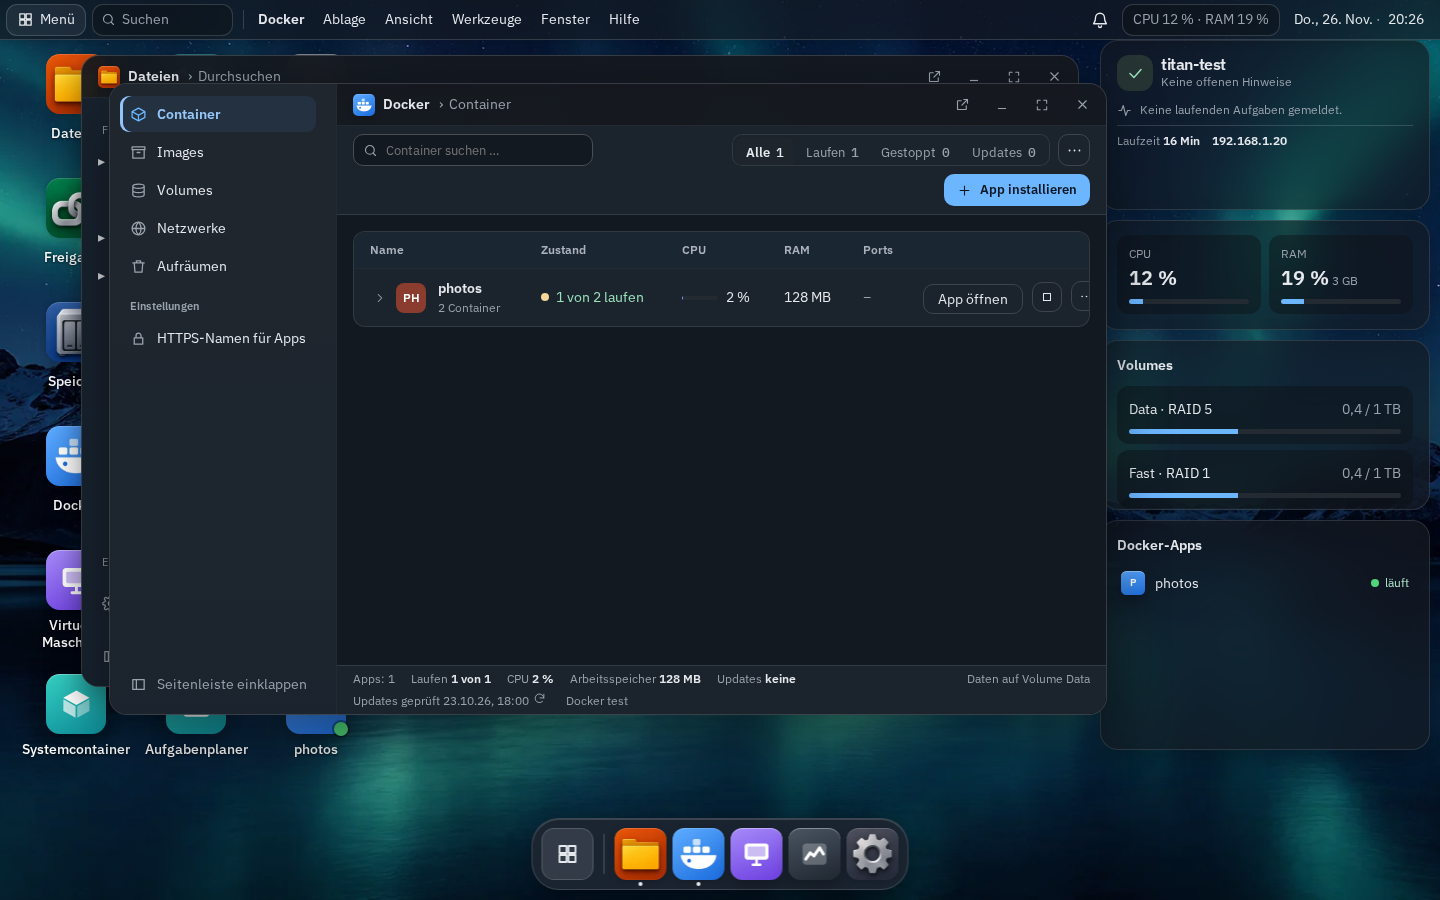 Menü
Suchen
Docker Ablage Ansicht Werkzeuge Fenster Hilfe
CPU 12 % · RAM 19 %
Do., 26. Nov. · 20:26
Dateien › Durchsuchen
Docker › Container
Container
Images
Volumes
Netzwerke
Aufräumen
Einstellungen
HTTPS-Namen für Apps
Seitenleiste einklappen
Container suchen ...
Alle 1 Laufen 1 Gestoppt 0 Updates 0
App installieren
Name Zustand CPU RAM Ports
PH photos 1 von 2 laufen 2 % 128 MB – App öffnen
2 Container
Apps: 1 Laufen 1 von 1 CPU 2 % Arbeitsspeicher 128 MB Updates keine Daten auf Volume Data
Updates geprüft 23.10.26, 18:00 Docker test
titan-test
Keine offenen Hinweise
Keine laufenden Aufgaben gemeldet.
Laufzeit 16 Min 192.168.1.20
CPU
12 %
RAM
19 % 3 GB
Volumes
Data · RAID 5 0,4 / 1 TB
Fast · RAID 1 0,4 / 1 TB
Docker-Apps
P photos läuft
Systemcontainer
Aufgabenplaner
photos